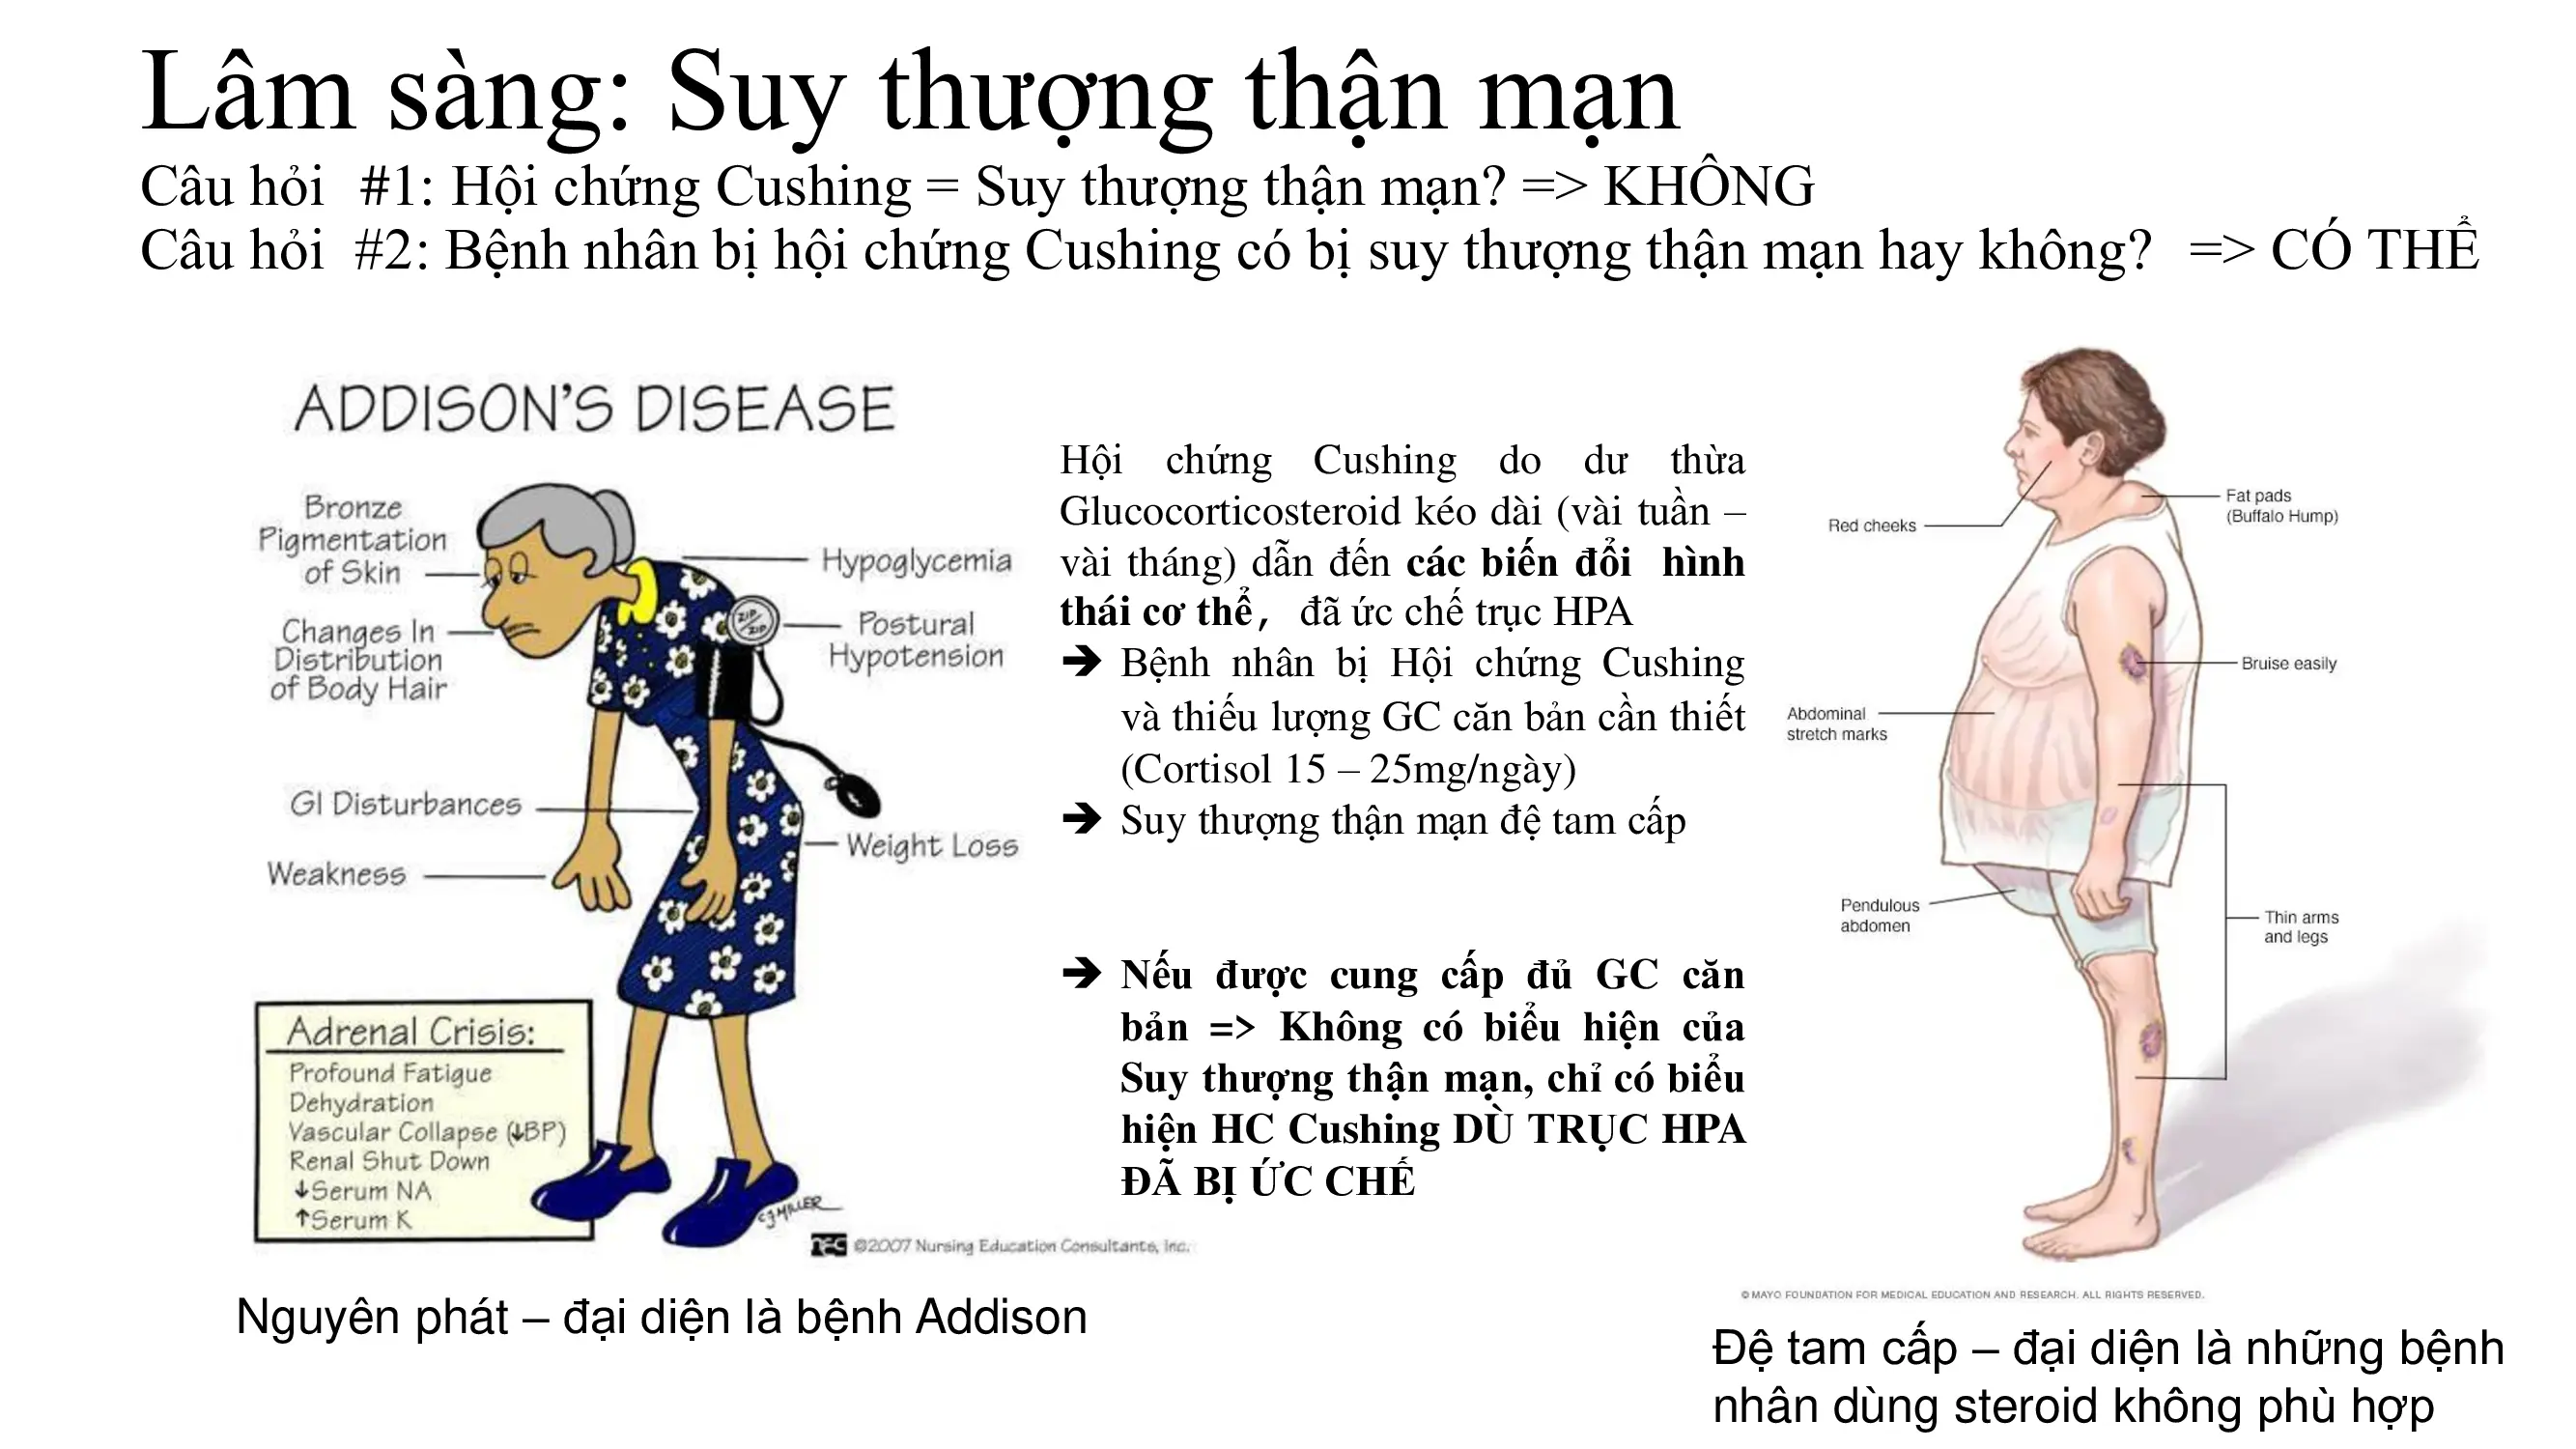 Lâm sàng: Suy thượng thận mạn
Câu hỏi #1: Hội chứng Cushing = Suy thượng thận mạn? => KHÔNG
Câu hỏi #2: Bệnh nhân bị hội chứng Cushing có bị suy thượng thận mạn hay không? => CÓ THỂ
ADDISON'S DISEASE
Bronze
Pigmentation
of Skin
Changes In
Distribution
of Body Hair
GI Disturbances
Weakness
Hypoglycemia
ZIP
ZIP
Postural
Hypotension
Weight Loss
Adrenal Crisis:
Profound Fatigue
Dehydration
Vascular Collapse (↓BP)
Renal Shut Down
↓Serum NA
↑Serum K
CJMILLER
nec ©2007 Nursing Education Consultants, Inc.
Nguyên phát – đại diện là bệnh Addison
Hội chứng Cushing do dư thừa
Glucocorticosteroid kéo dài (vài tuần –
vài tháng) dẫn đến các biến đổi hình
thái cơ thể, đã ức chế trục HPA
➔ Bệnh nhân bị Hội chứng Cushing
và thiếu lượng GC căn bản cần thiết
(Cortisol 15 – 25mg/ngày)
➔ Suy thượng thận mạn đệ tam cấp
➔ Nếu được cung cấp đủ GC căn
bản => Không có biểu hiện của
Suy thượng thận mạn, chỉ có biểu
hiện HC Cushing DÙ TRỤC HPA
ĐÃ BỊ ỨC CHẾ
Red cheeks
Fat pads
(Buffalo Hump)
Bruise easily
Abdominal
stretch marks
Pendulous
abdomen
Thin arms
and legs
© MAYO FOUNDATION FOR MEDICAL EDUCATION AND RESEARCH. ALL RIGHTS RESERVED.
Đệ tam cấp – đại diện là những bệnh
nhân dùng steroid không phù hợp